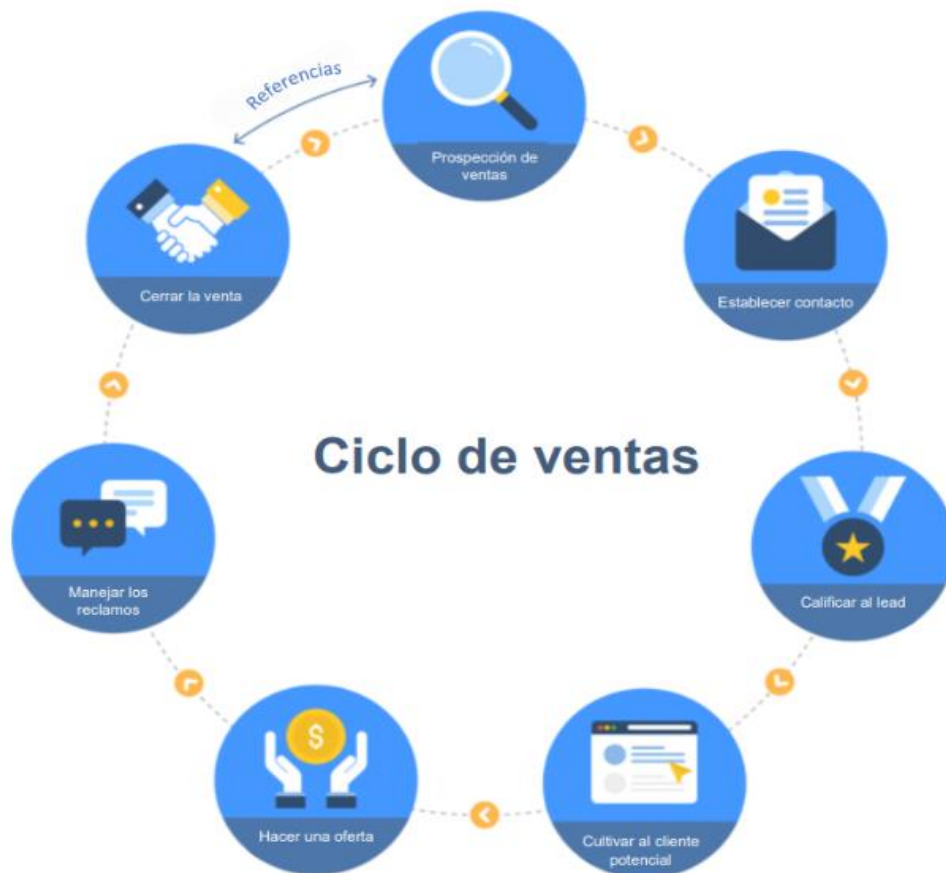 Referencias
Prospección de
ventas
Establecer contacto
Calificar al lead
Cultivar al cliente
potencial
Hacer una oferta
Manejar los
reclamos
Cerrar la venta
Ciclo de ventas
$